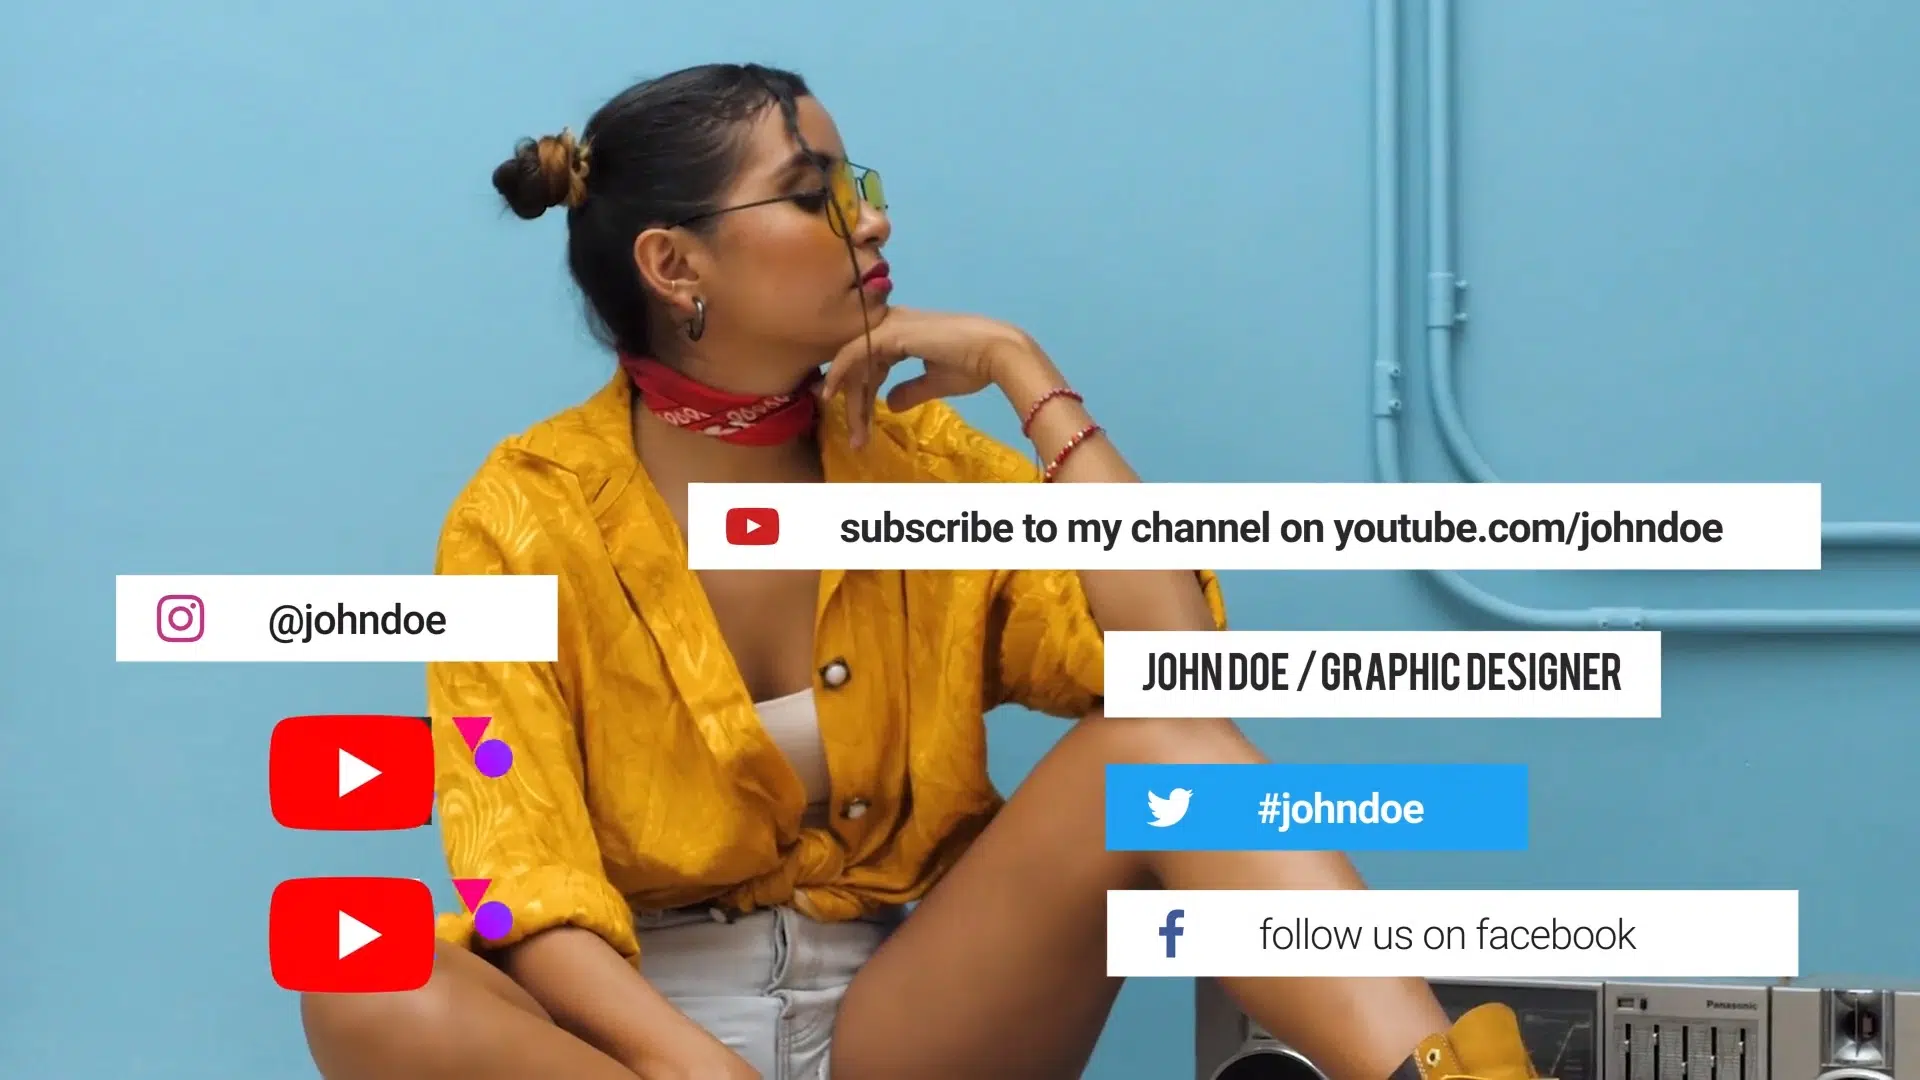 subscribe to my channel on youtube.com/johndoe
@johndoe
JOHN DOE / GRAPHIC DESIGNER
#johndoe
follow us on facebook
Panasonic